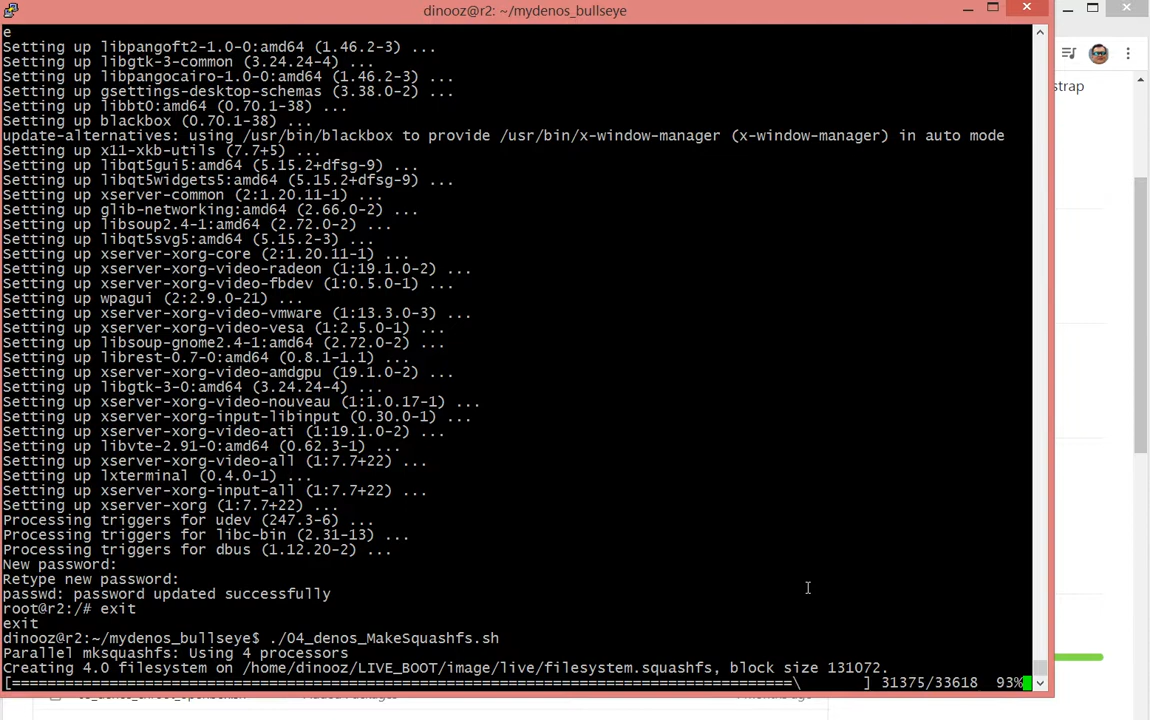 dinooz@r2: ~/mydenos_bullseye
e
Setting up libpangoft2-1.0-0:amd64 (1.46.2-3) ...
Setting up libgtk-3-common (3.24.24-4) ...
Setting up libpangocairo-1.0-0:amd64 (1.46.2-3) ...
Setting up gsettings-desktop-schemas (3.38.0-2) ...
Setting up libbt0:amd64 (0.70.1-38) ...
Setting up blackbox (0.70.1-38) ...
update-alternatives: using /usr/bin/blackbox to provide /usr/bin/x-window-manager (x-window-manager) in auto mode
Setting up x11-xkb-utils (7.7+5) ...
Setting up libqt5gui5:amd64 (5.15.2+dfsg-9) ...
Setting up libqt5widgets5:amd64 (5.15.2+dfsg-9) ...
Setting up xserver-common (2:1.20.11-1) ...
Setting up glib-networking:amd64 (2.66.0-2) ...
Setting up libsoup2.4-1:amd64 (2.72.0-2) ...
Setting up libqt5svg5:amd64 (5.15.2-3) ...
Setting up xserver-xorg-core (2:1.20.11-1) ...
Setting up xserver-xorg-video-radeon (1:19.1.0-2) ...
Setting up xserver-xorg-video-fbdev (1:0.5.0-1) ...
Setting up wpagui (2:2.9.0-21) ...
Setting up xserver-xorg-video-vmware (1:13.3.0-3) ...
Setting up xserver-xorg-video-vesa (1:2.5.0-1) ...
Setting up libsoup-gnome2.4-1:amd64 (2.72.0-2) ...
Setting up librest-0.7-0:amd64 (0.8.1-1.1) ...
Setting up xserver-xorg-video-amdgpu (19.1.0-2) ...
Setting up libgtk-3-0:amd64 (3.24.24-4) ...
Setting up xserver-xorg-video-nouveau (1:1.0.17-1) ...
Setting up xserver-xorg-input-libinput (0.30.0-1) ...
Setting up xserver-xorg-video-ati (1:19.1.0-2) ...
Setting up libvte-2.91-0:amd64 (0.62.3-1) ...
Setting up xserver-xorg-video-all (1:7.7+22) ...
Setting up lxterminal (0.4.0-1) ...
Setting up xserver-xorg-input-all (1:7.7+22) ...
Setting up xserver-xorg (1:7.7+22) ...
Processing triggers for udev (247.3-6) ...
Processing triggers for libc-bin (2.31-13) ...
Processing triggers for dbus (1.12.20-2) ...
New password:
Retype new password:
passwd: password updated successfully
root@r2:/# exit
exit
dinooz@r2:~/mydenos_bullseye$ ./04_denos_MakeSquashfs.sh
Parallel mksquashfs: Using 4 processors
Creating 4.0 filesystem on /home/dinooz/LIVE_BOOT/image/live/filesystem.squashfs, block size 131072.
[===============================================================================================\ ] 31375/33618 93%
strap